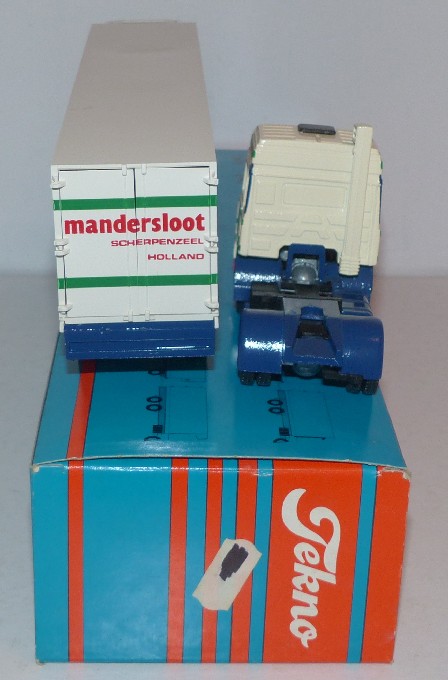 mandersloot
SCHERPENZEEL
HOLLAND
Tekno